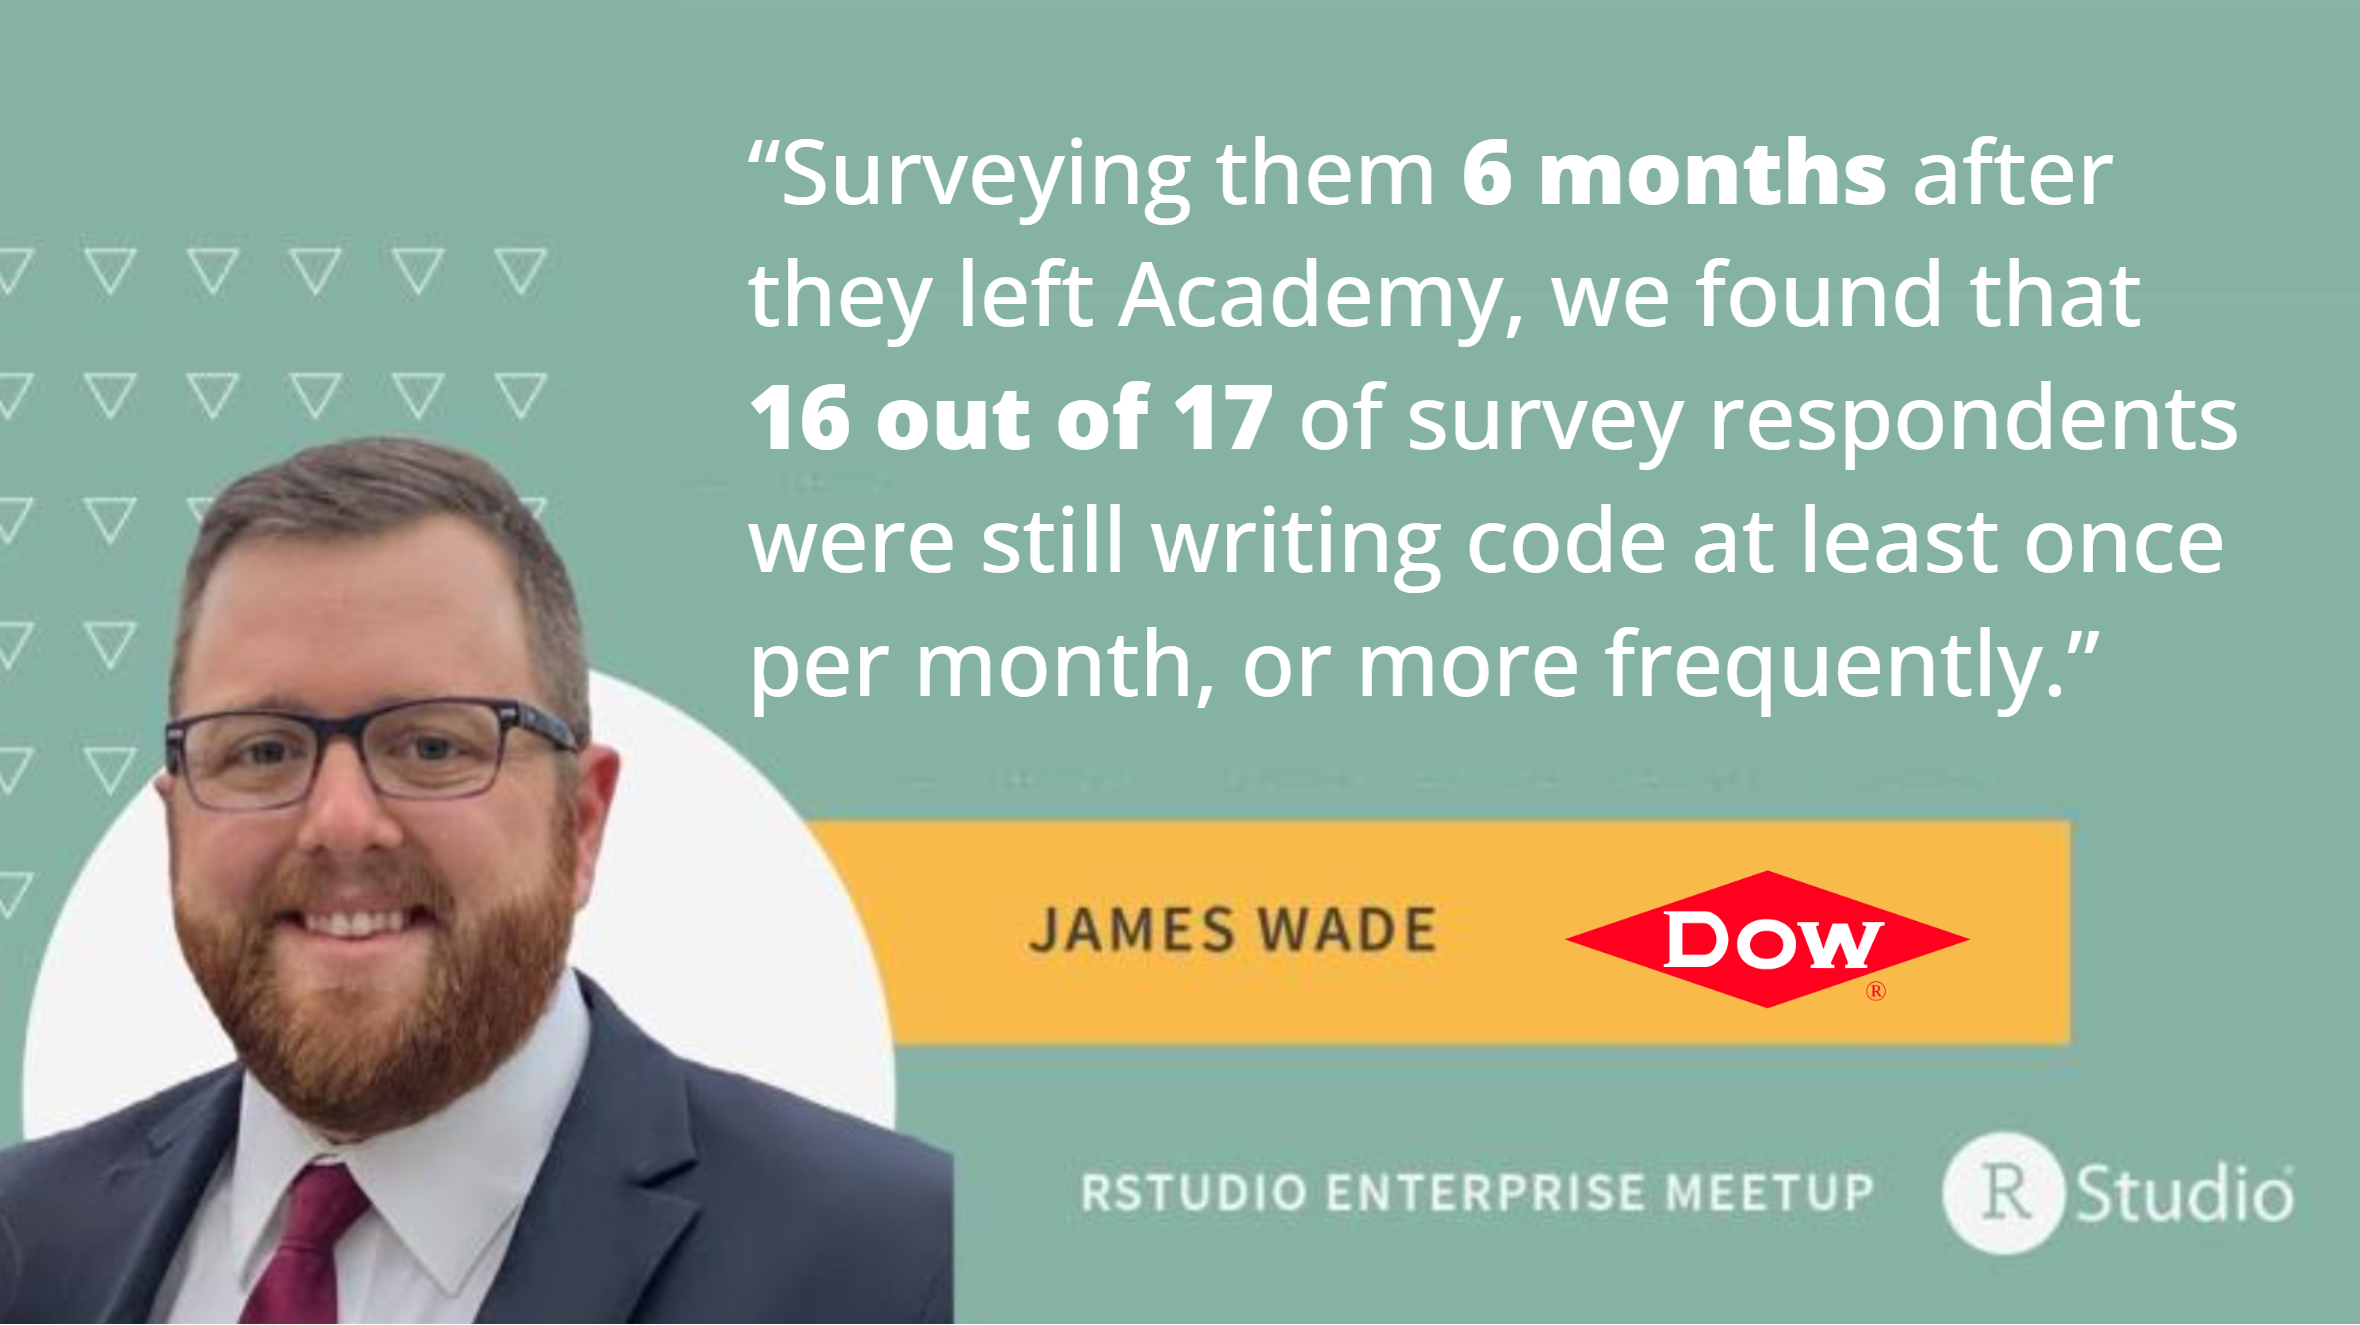 “Surveying them 6 months after
they left Academy, we found that
16 out of 17 of survey respondents
were still writing code at least once
per month, or more frequently.”
JAMES WADE
Dow
®
RSTUDIO ENTERPRISE MEETUP
R Studio